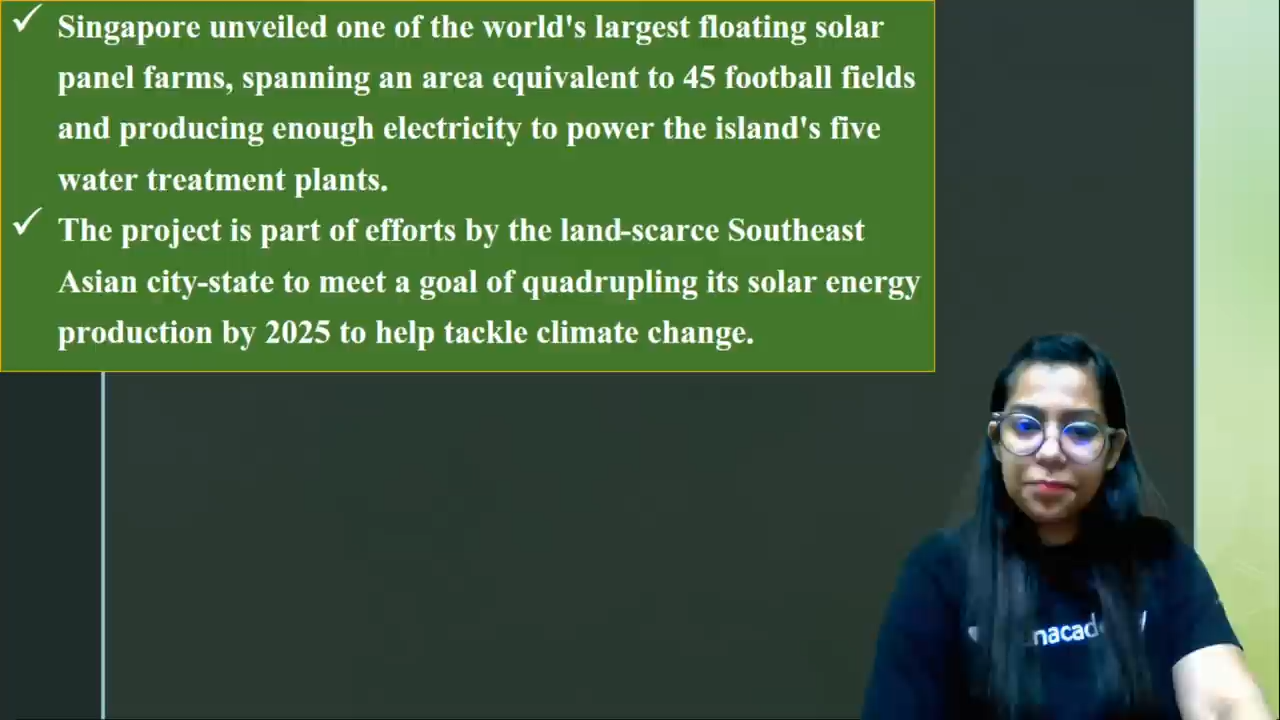 ✓ Singapore unveiled one of the world's largest floating solar
panel farms, spanning an area equivalent to 45 football fields
and producing enough electricity to power the island's five
water treatment plants.
✓ The project is part of efforts by the land-scarce Southeast
Asian city-state to meet a goal of quadrupling its solar energy
production by 2025 to help tackle climate change.